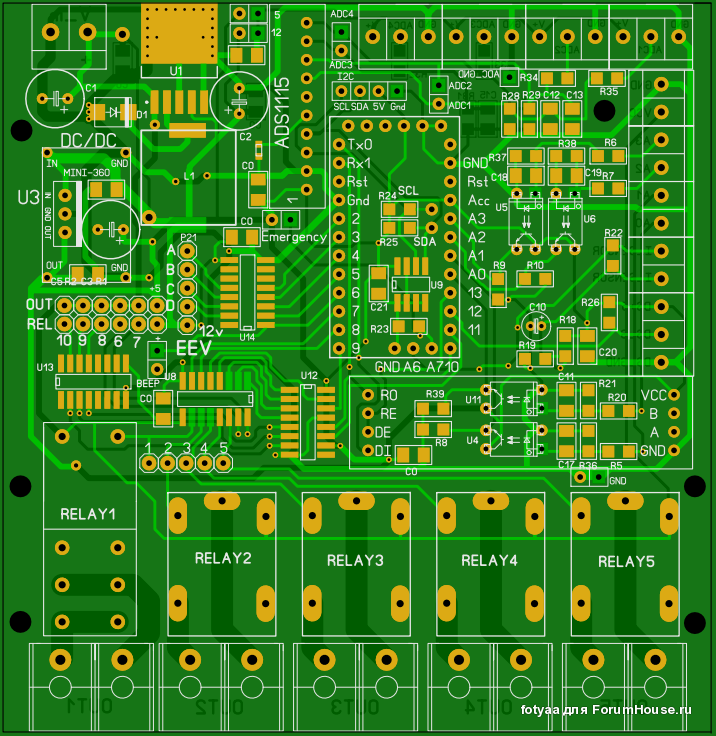 5
12
ADC4
ADC3
U1
C1
D1
C2
ADS1115
I2C
SCL SDA 5V Gnd
ADC2
ADC1
R34
R35
R28 R29 C12 C13
DC/DC
IN GND
MINI-360
U3
IN
OUT GND
L1
C0
1
Emergency
Tx0
Rx1
Rst
Gnd
2
3
4
5
6
7
8
9
GND
Rst
Acc
A3
A2
A1
A0
13
12
11
GND A6 A7 10
SCL
R24
R25
SDA
U9
C21
R23
R37 R38 R6
C18 C19 R7
U5 U6
R22
R9 R10
R26
C10
R18
R19 C20
OUT GND
C5 R2 C3 R1
+5
P21
A
B
C
D
12v
C0
U14
OUT
REL
10 9 8 6 7
EEV
U13
BEEP
U8
C0
U12
1 2 3 4 5
RO
RE
DE
DI
R39
R8
C0
U11
U4
C11 R21
R20
C17 R36 R5
VCC
B
A
GND
GND
RELAY1
RELAY2
RELAY3
RELAY4
RELAY5
OUT1
OUT2
OUT3
OUT4
fotyaa для ForumHouse.ru